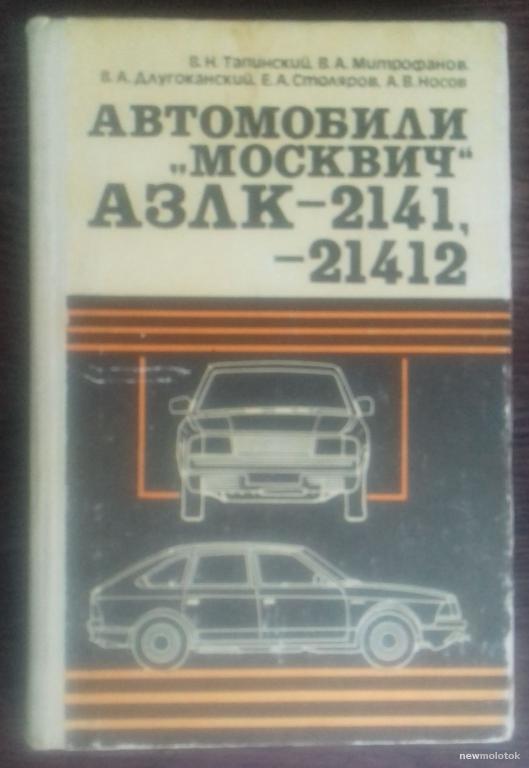 В. Н. Тапинский, В. А. Митрофанов,
В. А. Длугоканский, Е. А. Столяров, А. В. Носов
АВТОМОБИЛИ
„МОСКВИЧ“
АЗЛК-2141,
-21412
newmolotok